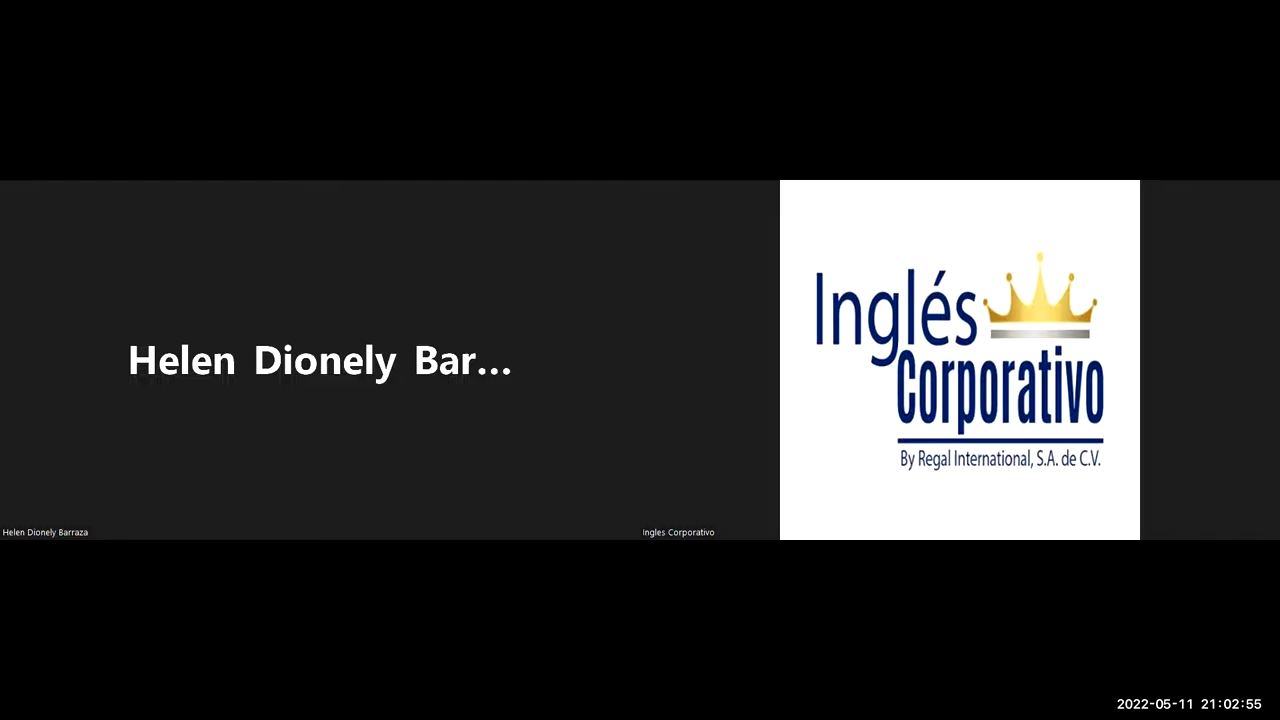 Helen Dionely Bar...
Inglés
Corporativo
By Regal International, S.A. de C.V.
Helen Dionely Barraza
Ingles Corporativo
2022-05-11 21:02:55